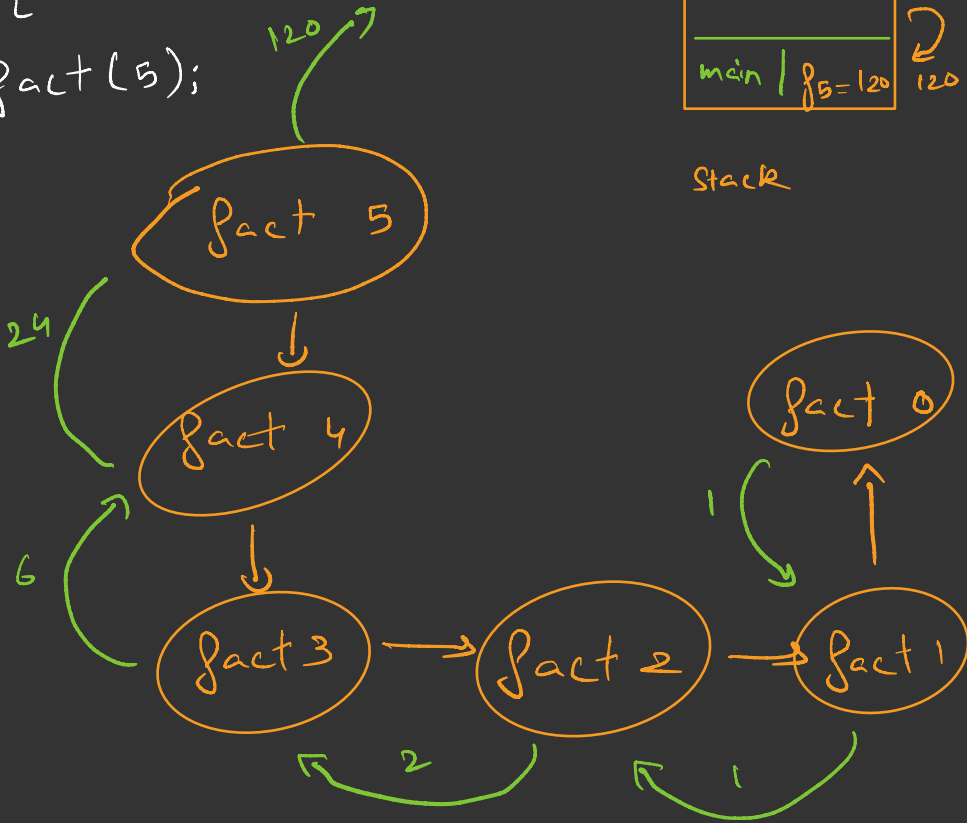 fact(5);
120
main | f5=120
120
Stack
fact 5
24
fact 4
fact 0
1
6
fact 3
fact 2
fact 1
2
1